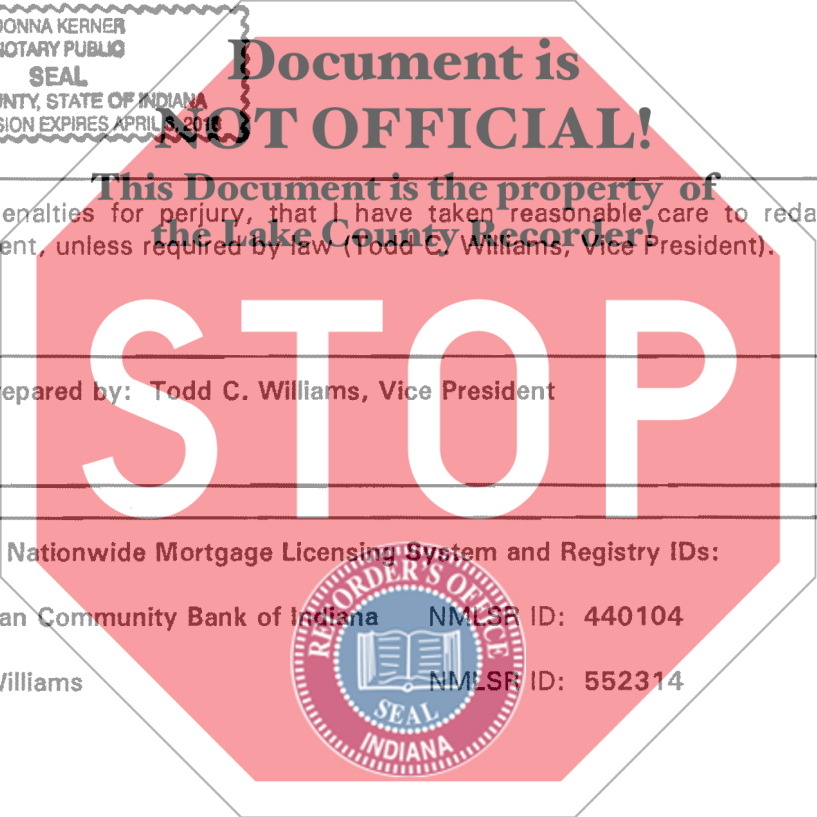 DONNA KERNER
NOTARY PUBLIC
SEAL
UNTY, STATE OF INDIANA
SION EXPIRES APRIL
Document is
NOT OFFICIAL!
This Document is the property of
the Lake County Recorder!
enalties for perjury, that I have taken reasonable care to reda
ent, unless required by law (Todd C. Williams, Vice President).
STOP
epared by: Todd C. Williams, Vice President
Nationwide Mortgage Licensing System and Registry IDs:
an Community Bank of Indiana NMLSR ID: 440104
Williams NMLSR ID: 552314
RECORDER'S OFFICE
SEAL
INDIANA